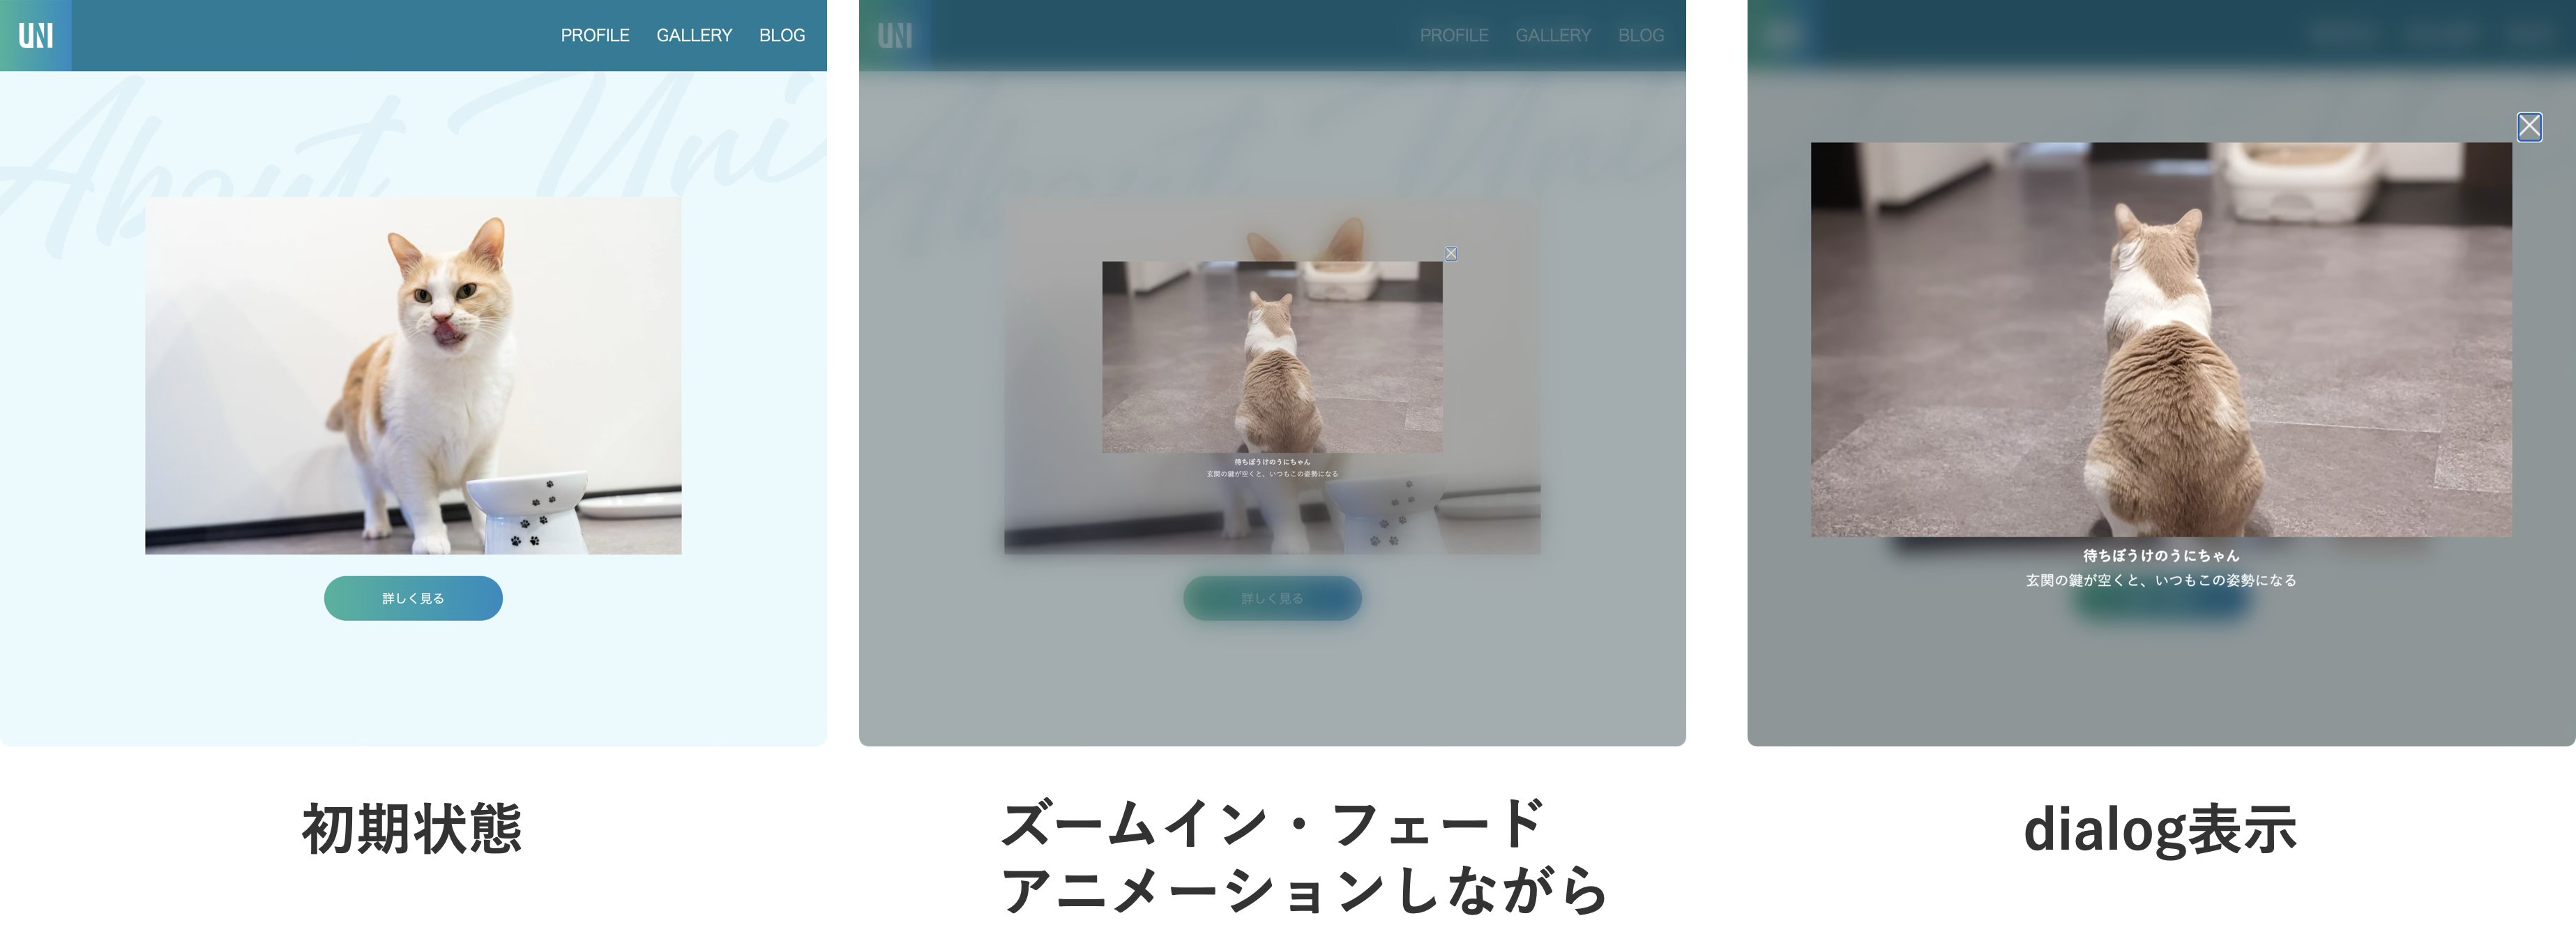 UNI
PROFILE GALLERY BLOG
About Uni
詳しく見る
初期状態
UNI
PROFILE GALLERY BLOG
About Uni
待ちぼうけのうにちゃん
玄関の鍵が空くと、いつもこの姿勢になる
詳しく見る
ズームイン・フェード
アニメーションしながら
待ちぼうけのうにちゃん
玄関の鍵が空くと、いつもこの姿勢になる
dialog表示